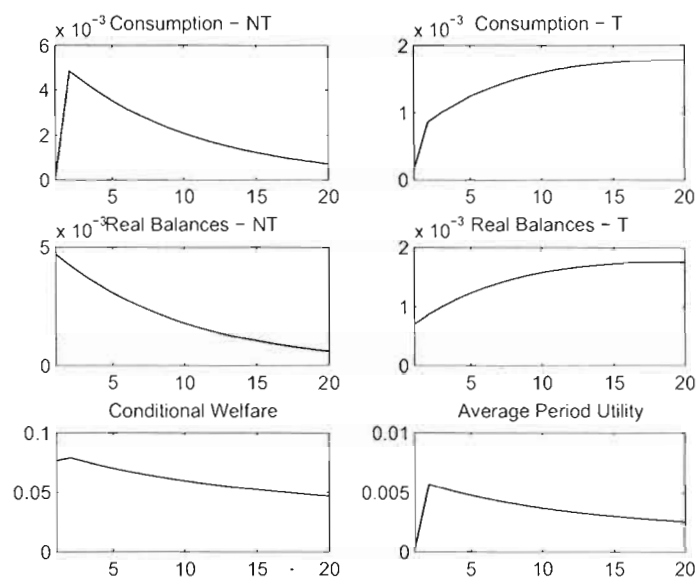 x 10⁻³ Consumption – NT
6
4
2
0
5 10 15 20
x 10⁻³ Consumption – T
2
1
0
5 10 15 20
x 10⁻³ Real Balances – NT
5
0
5 10 15 20
x 10⁻³ Real Balances – T
2
1
0
5 10 15 20
Conditional Welfare
0.1
0.05
0
5 10 15 20
Average Period Utility
0.01
0.005
0
5 10 15 20